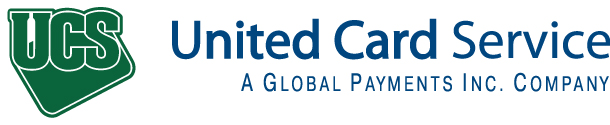 UCS
United Card Service
A GLOBAL PAYMENTS INC. COMPANY